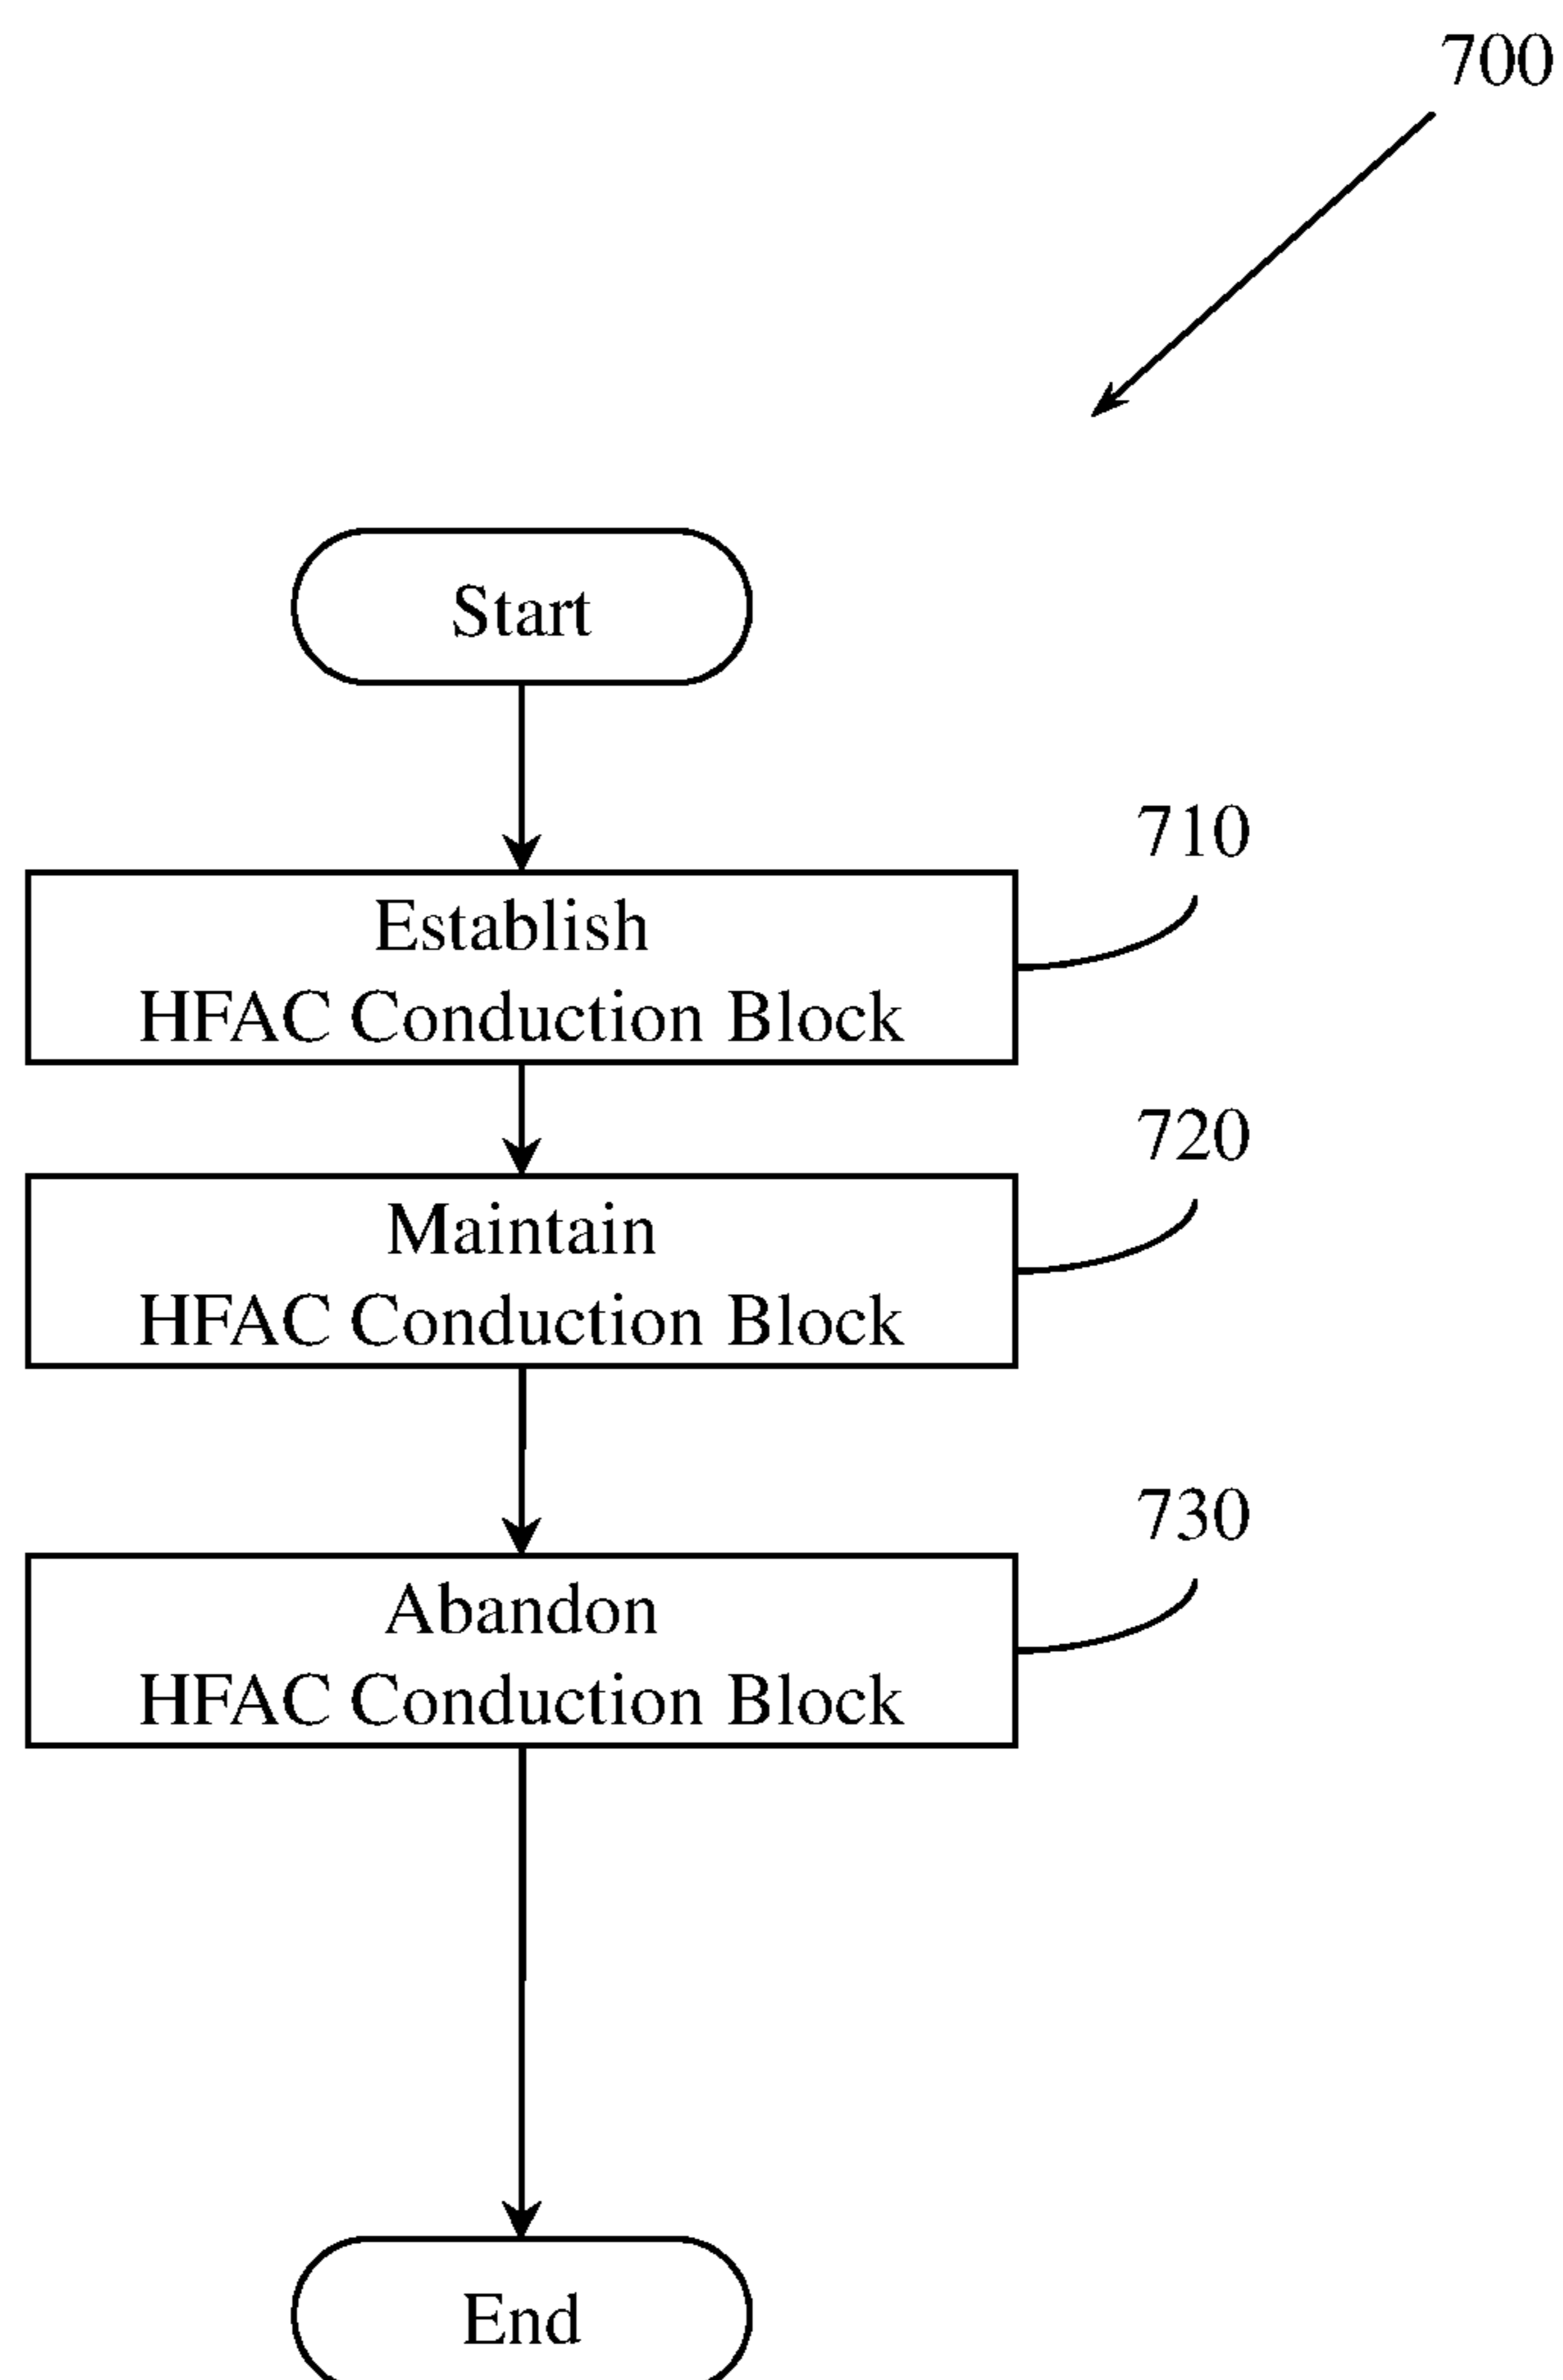 700
Start
710
Establish
HFAC Conduction Block
720
Maintain
HFAC Conduction Block
730
Abandon
HFAC Conduction Block
End